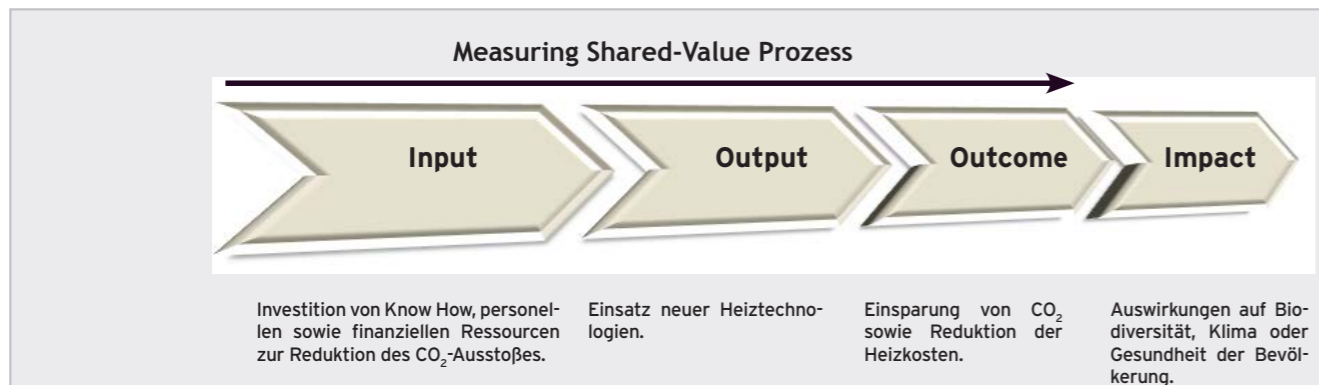 Measuring Shared-Value Prozess
Input
Output
Outcome
Impact
Investition von Know How, personel-
len sowie finanziellen Ressourcen
zur Reduktion des CO₂-Ausstoßes.
Einsatz neuer Heiztechno-
logien.
Einsparung von CO₂
sowie Reduktion der
Heizkosten.
Auswirkungen auf Bio-
diversität, Klima oder
Gesundheit der Bevöl-
kerung.